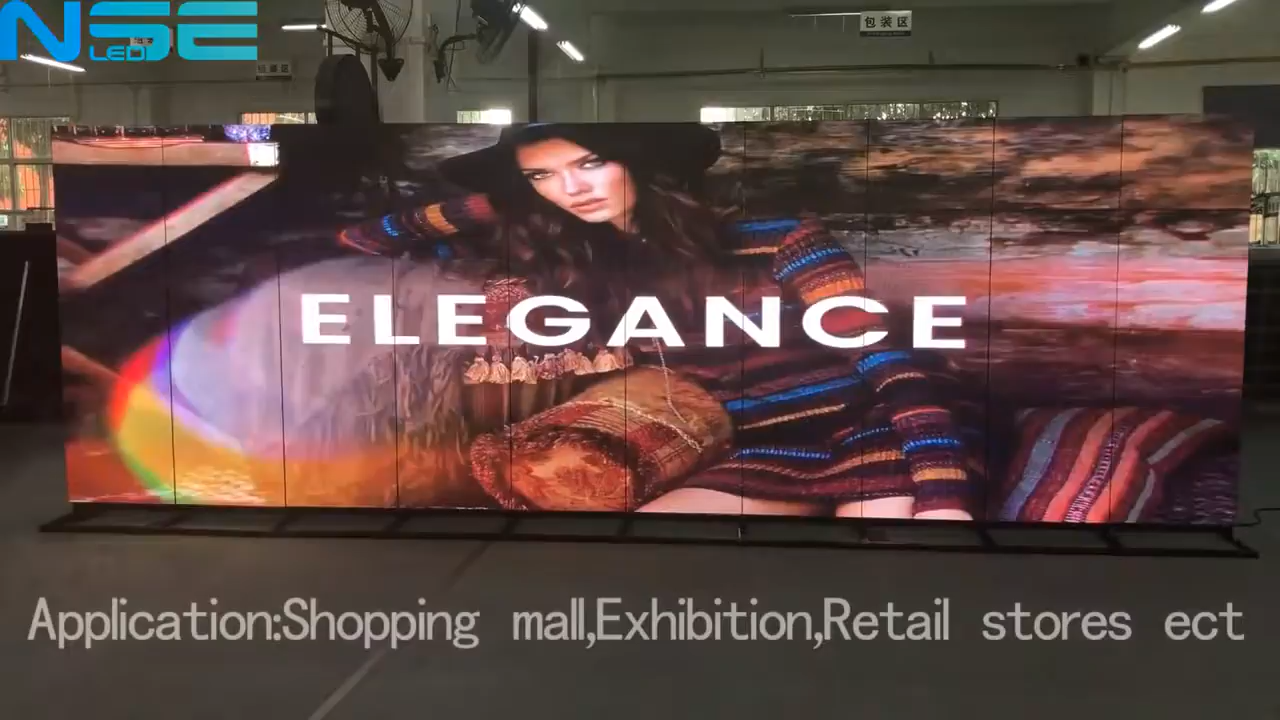 NSE
LED
包装区
ELEGANCE
Application:Shopping mall,Exhibition,Retail stores ect